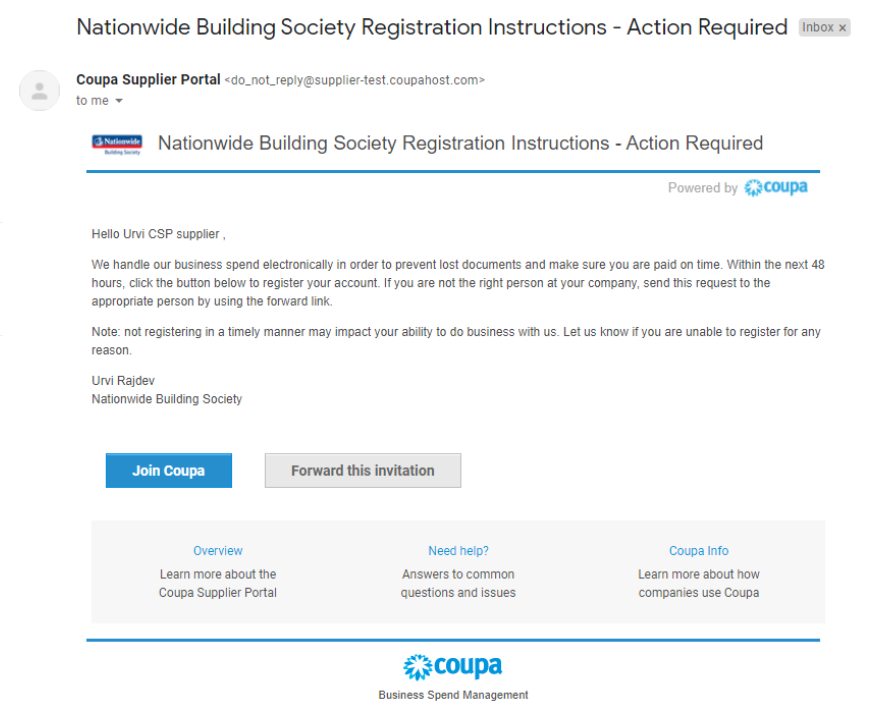 Nationwide Building Society Registration Instructions - Action Required Inbox x
Coupa Supplier Portal <do_not_reply@supplier-test.coupahost.com>
to me
Nationwide
Building Society
Nationwide Building Society Registration Instructions - Action Required
Powered by coupa
Hello Urvi CSP supplier ,
We handle our business spend electronically in order to prevent lost documents and make sure you are paid on time. Within the next 48
hours, click the button below to register your account. If you are not the right person at your company, send this request to the
appropriate person by using the forward link.
Note: not registering in a timely manner may impact your ability to do business with us. Let us know if you are unable to register for any
reason.
Urvi Rajdev
Nationwide Building Society
Join Coupa
Forward this invitation
Overview
Learn more about the
Coupa Supplier Portal
Need help?
Answers to common
questions and issues
Coupa Info
Learn more about how
companies use Coupa
coupa
Business Spend Management